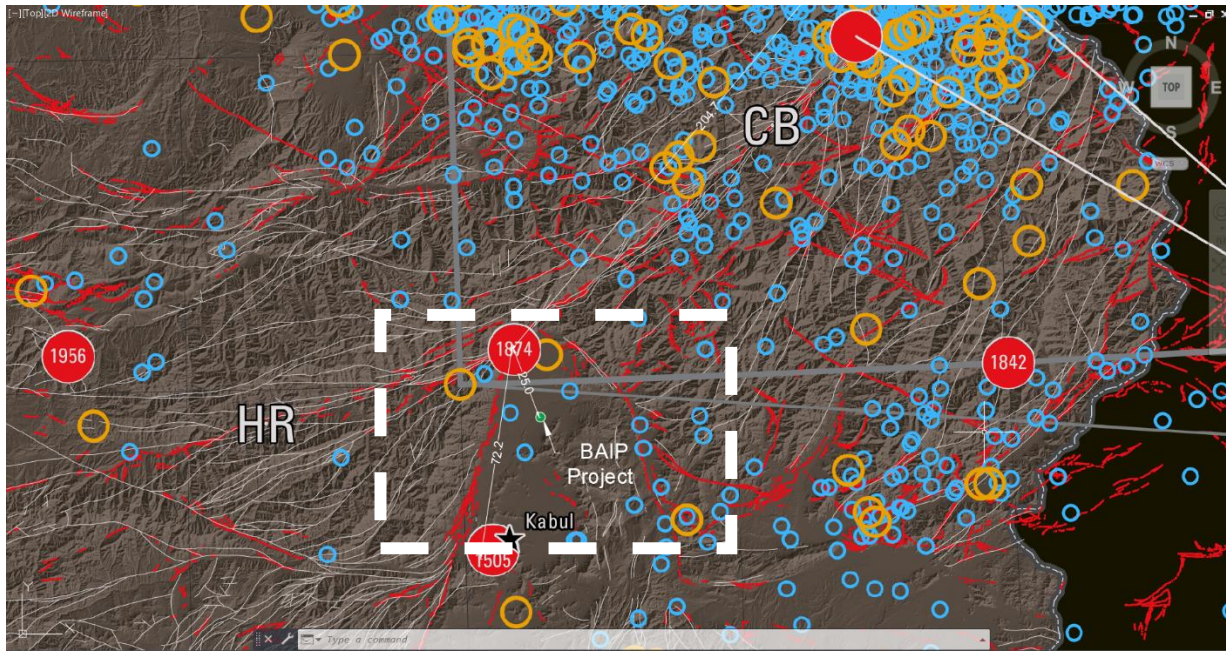 [−][Top][2D Wireframe]
N
W
TOP
E
S
204.7
CB
WCS
1956
1874
1842
25.0
HR
72.2
BAIP
Project
Kabul
1505
Y
X
Type a command